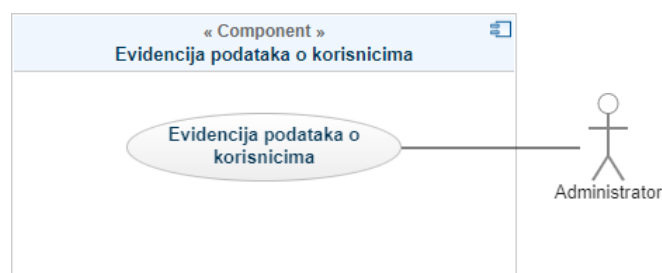 « Component »
Evidencija podataka o korisnicima
Evidencija podataka o
korisnicima
Administrator